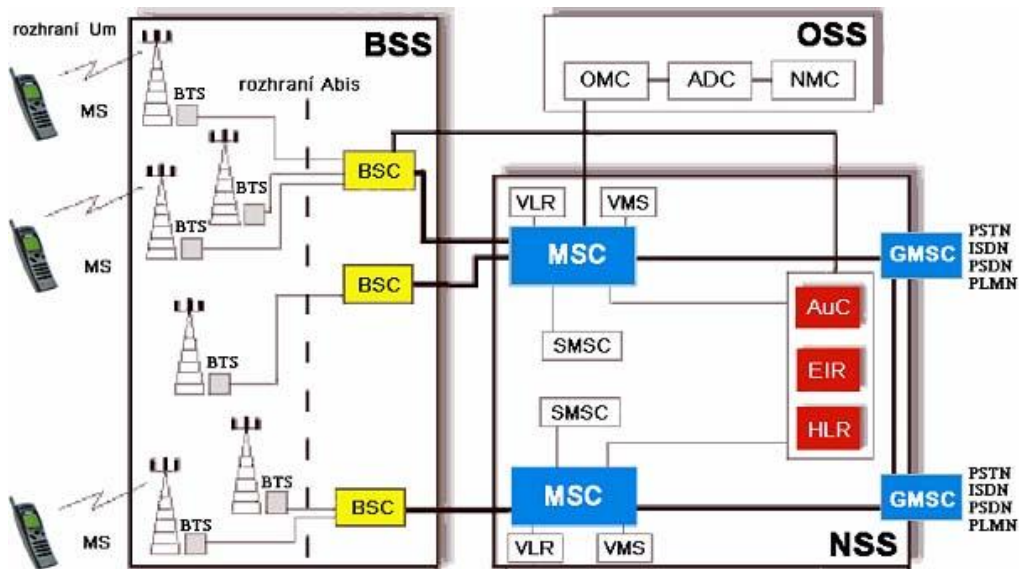 rozhraní Um
BSS
OSS
OMC
ADC
NMC
rozhraní Abis
MS
BTS
BTS
BTS
BSC
VLR
VMS
MSC
GMSC
PSTN
ISDN
PSDN
PLMN
MS
BSC
AuC
SMSC
BTS
EIR
SMSC
HLR
MS
BTS
BTS
BSC
MSC
GMSC
PSTN
ISDN
PSDN
PLMN
VLR
VMS
NSS